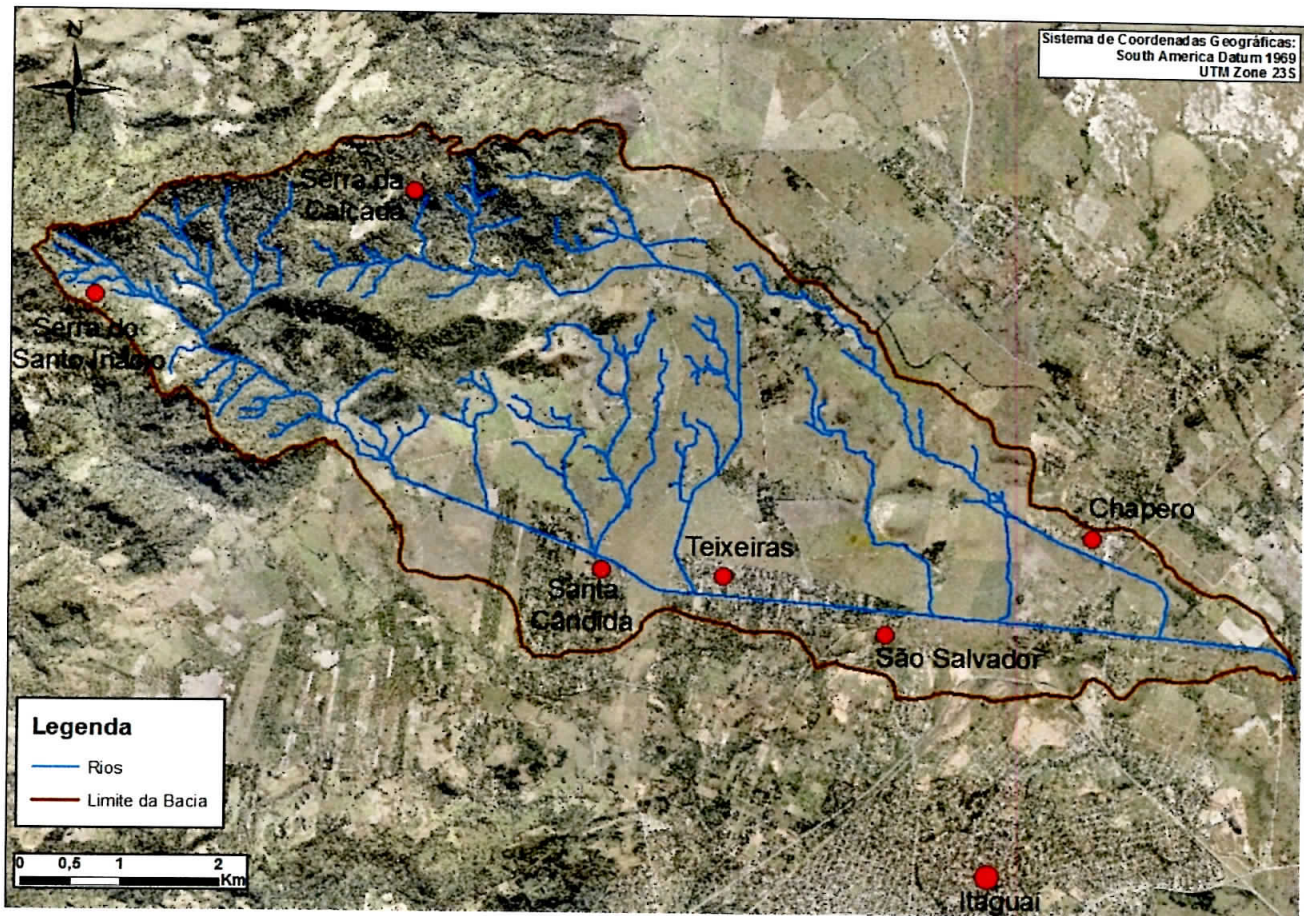 N
Sistema de Coordenadas Geográficas:
South America Datum 1969
UTM Zone 23S
Serra da
Calçada
Serra do
Santo Inácio
Chapero
Teixeiras
Santa
Cândida
São Salvador
Legenda
Rios
Limite da Bacia
0 0,5 1 2
Km
Itaguaí